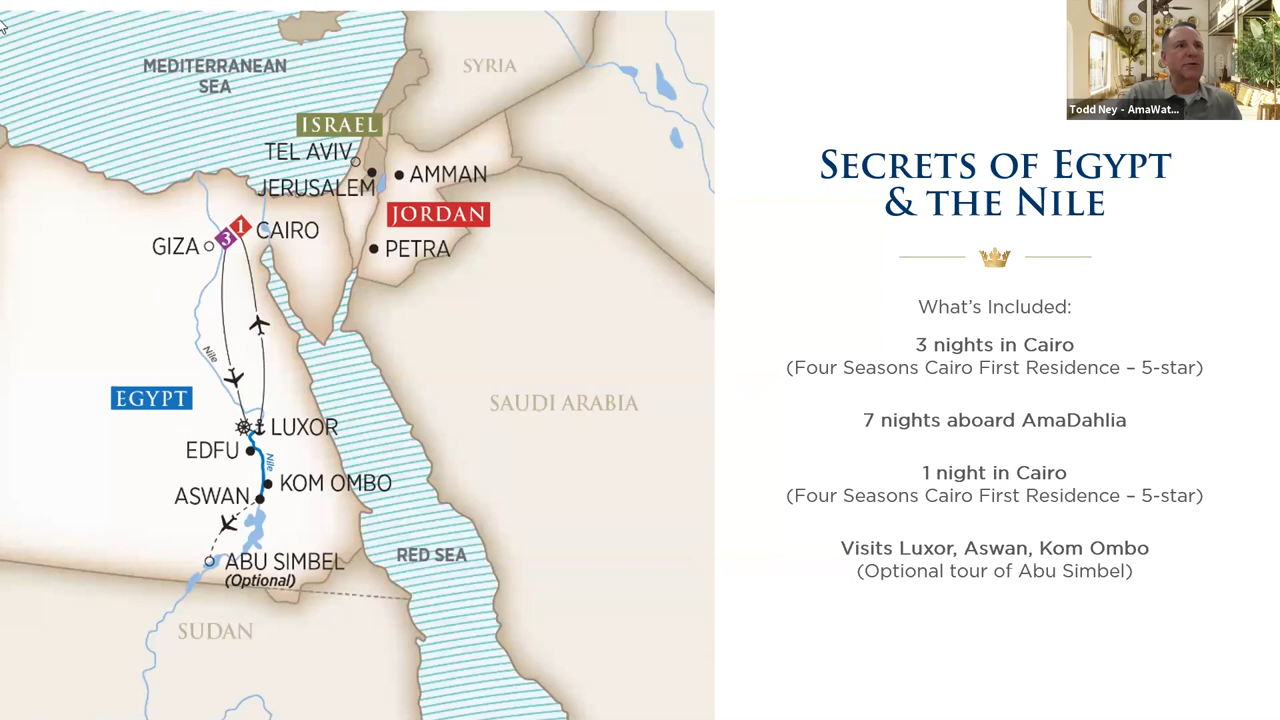 MEDITERRANEAN
SEA
SYRIA
ISRAEL
TEL AVIV
JERUSALEM
AMMAN
JORDAN
PETRA
1
3
CAIRO
GIZA
Nile
EGYPT
LUXOR
EDFU
Nile
KOM OMBO
ASWAN
ABU SIMBEL
(Optional)
SAUDI ARABIA
RED SEA
SUDAN
Todd Ney - AmaWat...
SECRETS OF EGYPT
& THE NILE
What's Included:
3 nights in Cairo
(Four Seasons Cairo First Residence – 5-star)
7 nights aboard AmaDahlia
1 night in Cairo
(Four Seasons Cairo First Residence – 5-star)
Visits Luxor, Aswan, Kom Ombo
(Optional tour of Abu Simbel)